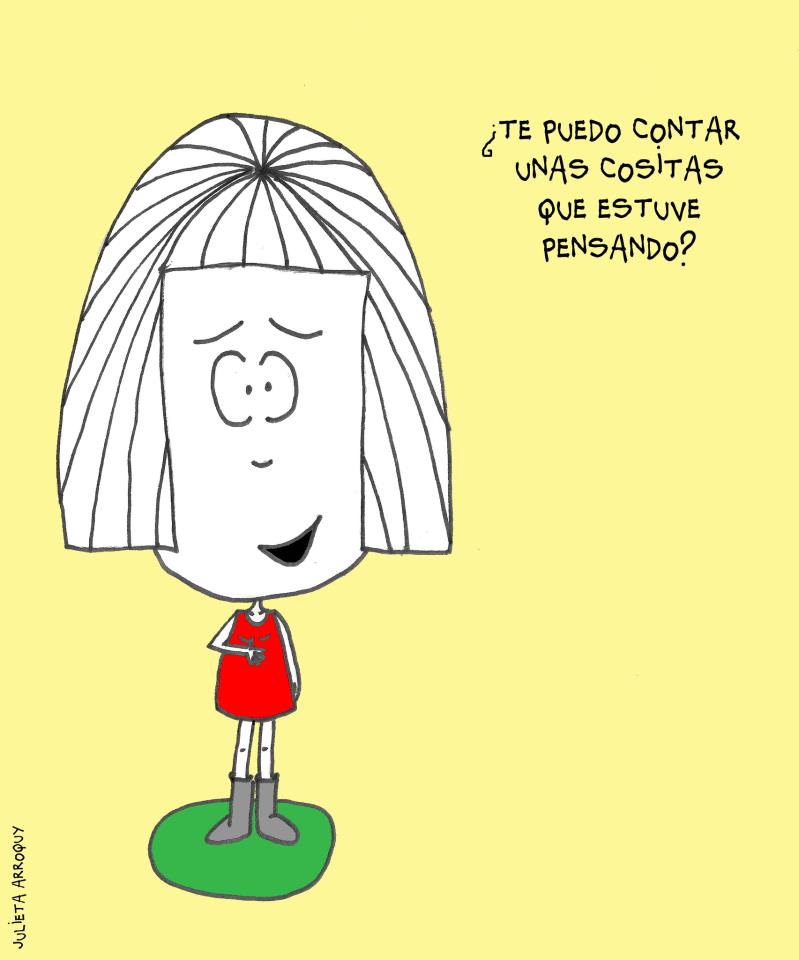 ¿TE PUEDO CONTAR
UNAS COSITAS
QUE ESTUVE
PENSANDO?
JULIETA ARROQUY